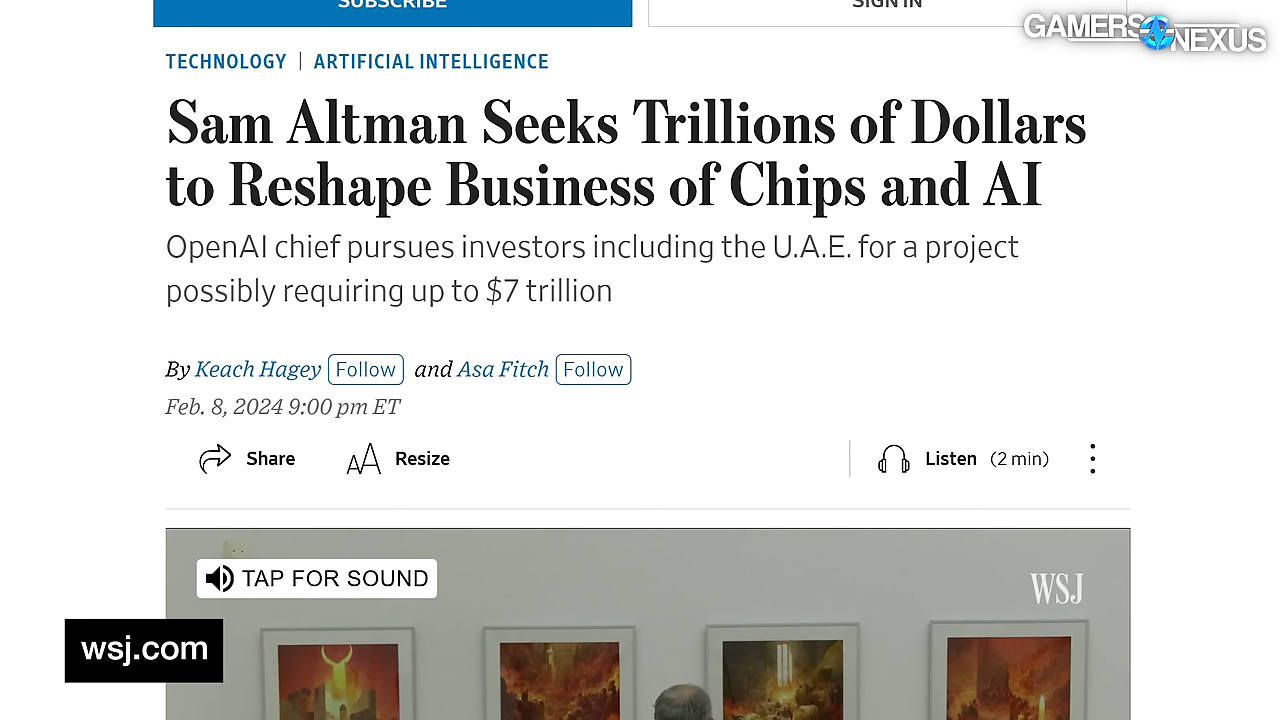 SUBSCRIBE
SIGN IN
GAMERS NEXUS
TECHNOLOGY | ARTIFICIAL INTELLIGENCE
Sam Altman Seeks Trillions of Dollars
to Reshape Business of Chips and AI
OpenAI chief pursues investors including the U.A.E. for a project
possibly requiring up to $7 trillion
By Keach Hagey Follow and Asa Fitch Follow
Feb. 8, 2024 9:00 pm ET
Share AA Resize Listen (2 min)
TAP FOR SOUND
WSJ
wsj.com